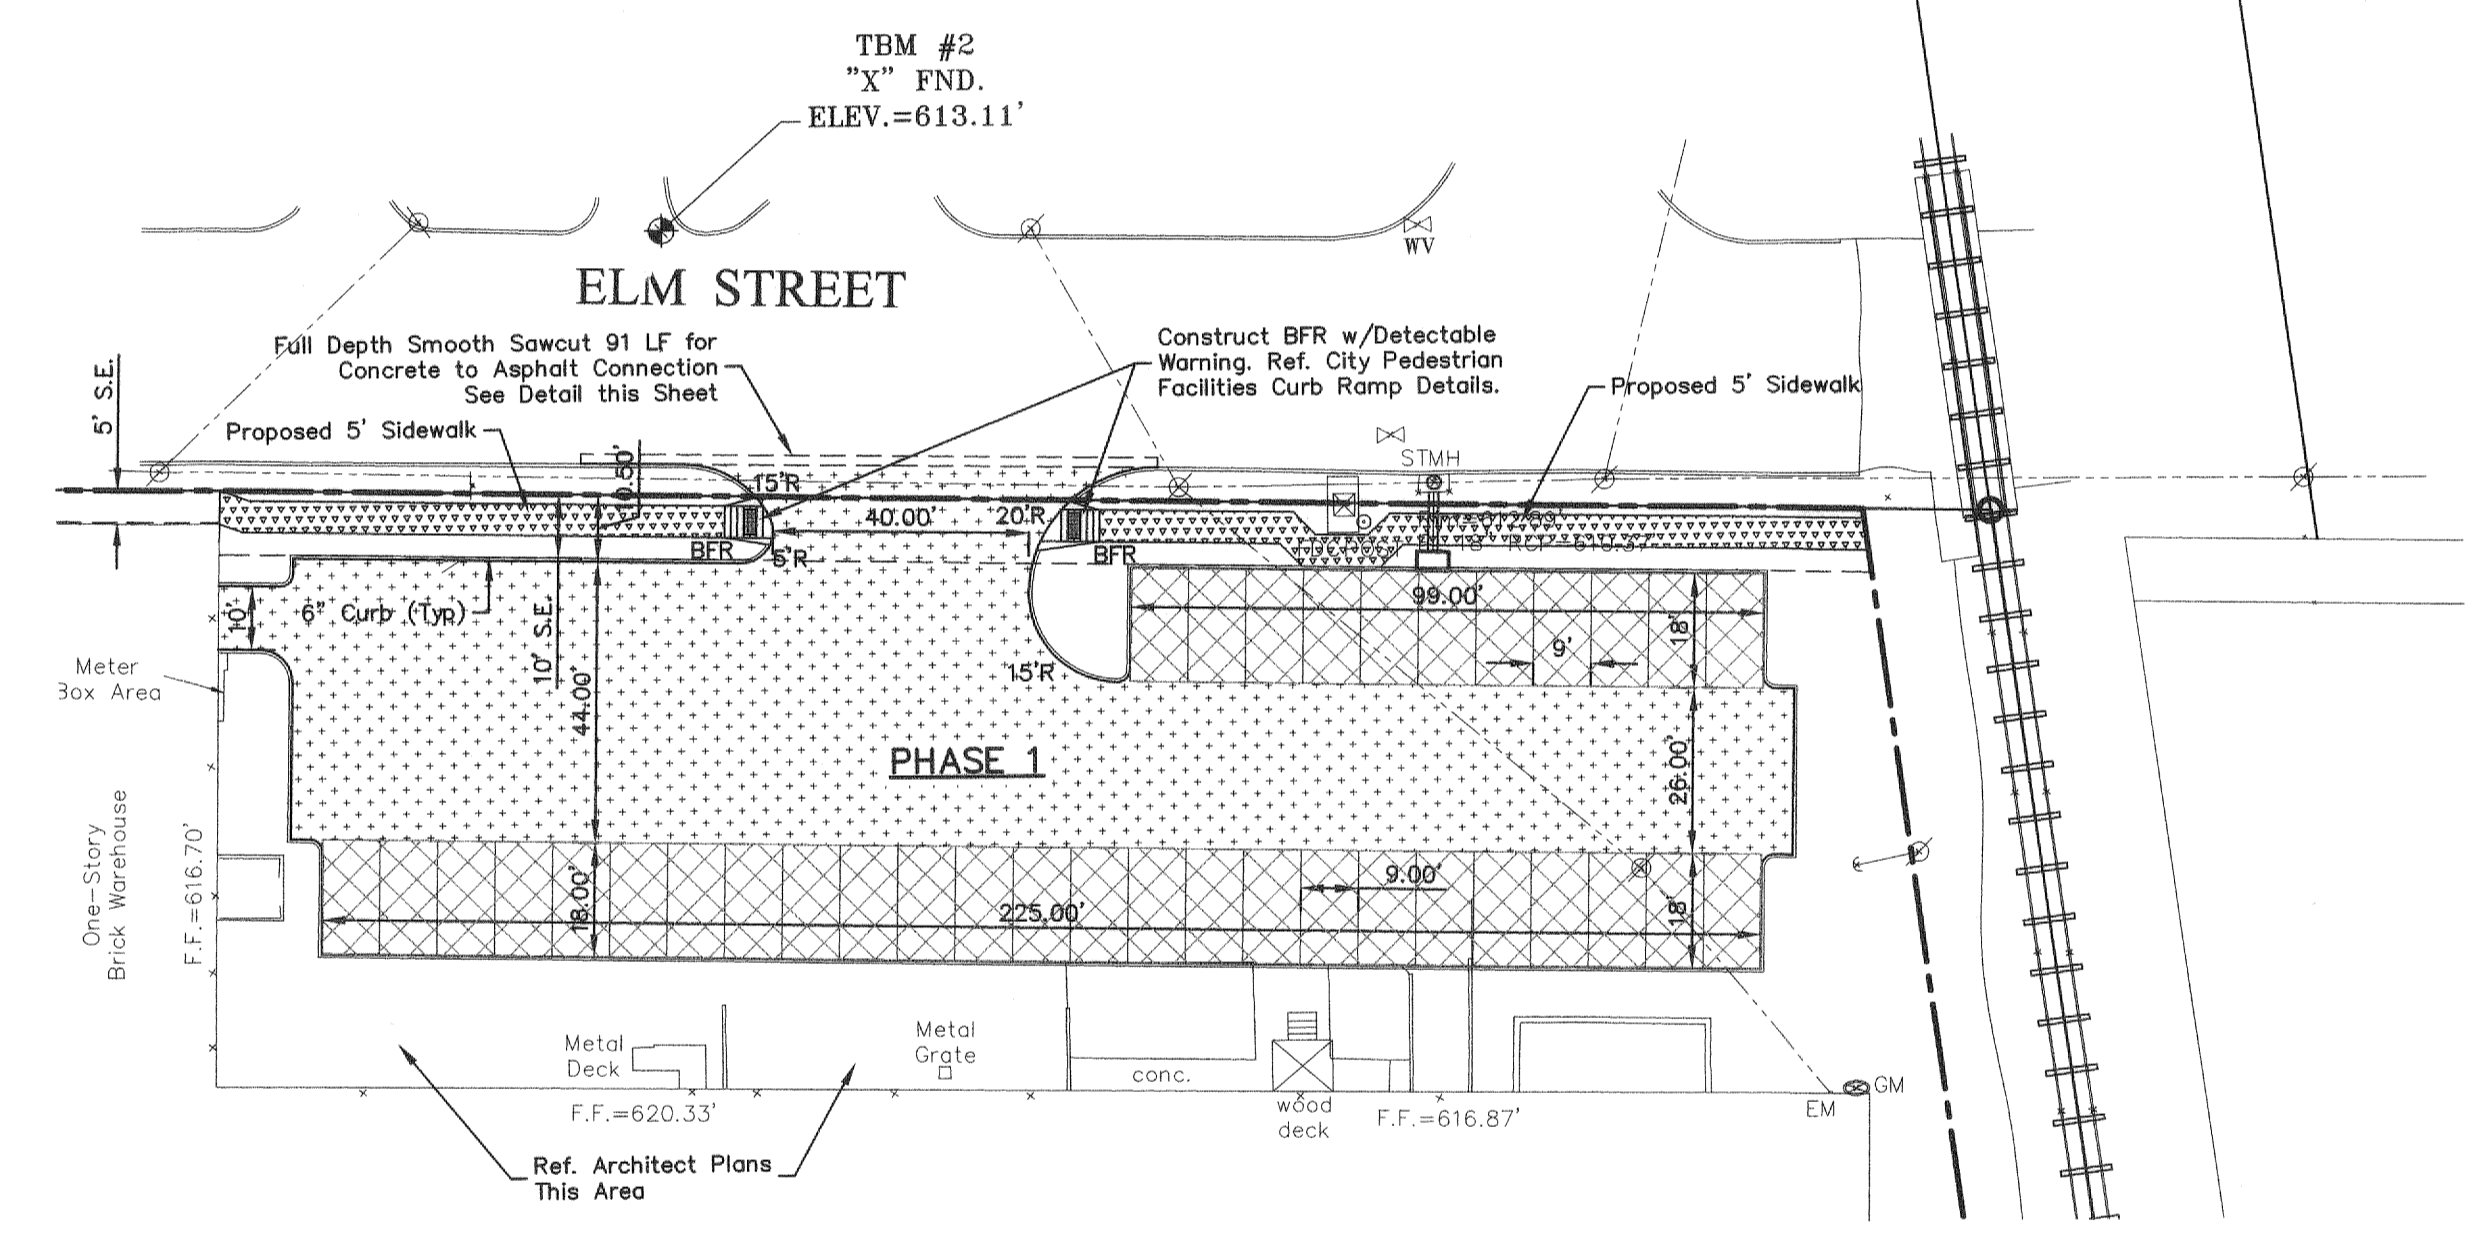 TBM #2
"X" FND.
ELEV.=613.11'
WV
ELM STREET
Full Depth Smooth Sawcut 91 LF for
Concrete to Asphalt Connection
See Detail this Sheet
Construct BFR w/Detectable
Warning. Ref. City Pedestrian
Facilities Curb Ramp Details.
Proposed 5' Sidewalk
5' S.E.
Proposed 5' Sidewalk
10.50'
STMH
15'R
40.00'
20'R
BFR
5'R
BFR
18" RCP=610.37'
99.00'
10'
6" Curb (Typ)
10' S.E.
18'
9'
Meter
Box Area
44.00'
15'R
PHASE 1
26.00'
One-Story
Brick Warehouse
F.F.=616.70'
18.00'
9.00'
225.00'
18'
Metal
Deck
Metal
Grate
conc.
GM
EM
F.F.=620.33'
wood
deck
F.F.=616.87'
Ref. Architect Plans
This Area